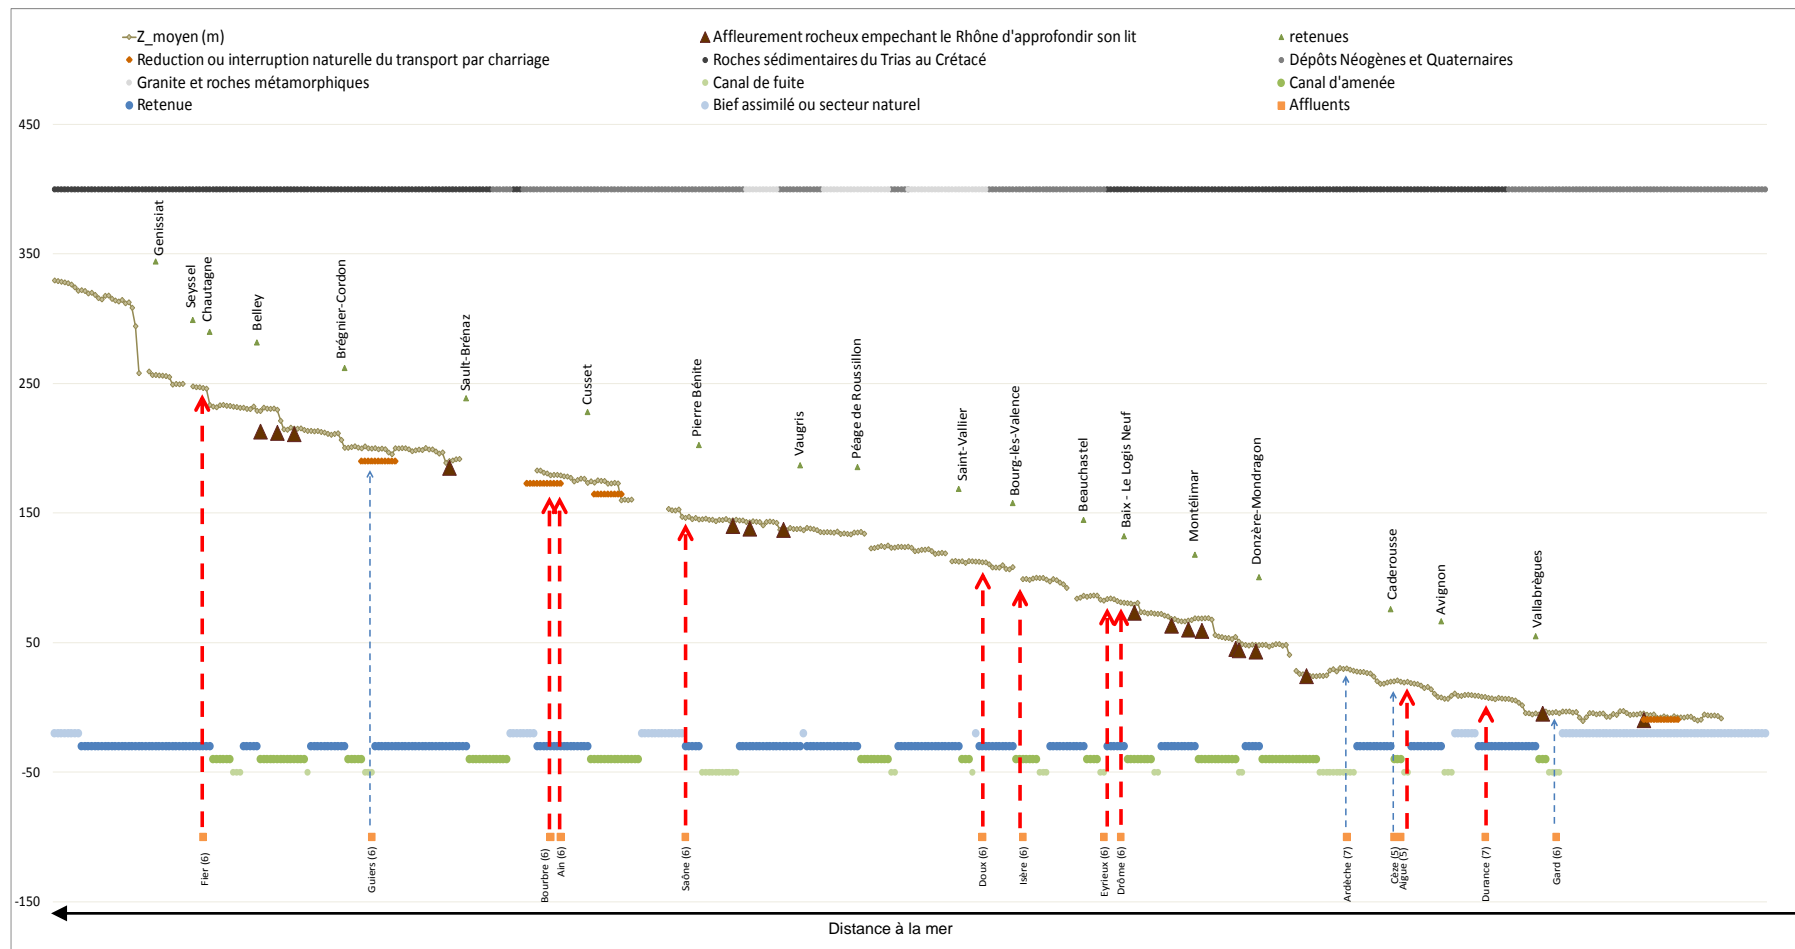 Z_moyen (m)
Affleurement rocheux empechant le Rhône d'approfondir son lit
retenues
Reduction ou interruption naturelle du transport par charriage
Roches sédimentaires du Trias au Crétacé
Dépôts Néogènes et Quaternaires
Granite et roches métamorphiques
Canal de fuite
Canal d'amenée
Retenue
Bief assimilé ou secteur naturel
Affluents
450
350
250
150
50
-50
-150
Genissiat
Seyssel
Chautagne
Belley
Brégnier-Cordon
Sault-Brénaz
Cusset
Pierre Bénite
Vaugris
Péage de Roussillon
Saint-Vallier
Bourg-lès-Valence
Beauchastel
Baix - Le Logis Neuf
Montélimar
Donzère-Mondragon
Caderousse
Avignon
Vallabrègues
Fier (6)
Guiers (6)
Bourbre (6)
Ain (6)
Saône (6)
Doux (6)
Isère (6)
Eyrieux (6)
Drôme (6)
Ardèche (7)
Cèze (5)
Aigue (5)
Durance (7)
Gard (6)
Distance à la mer